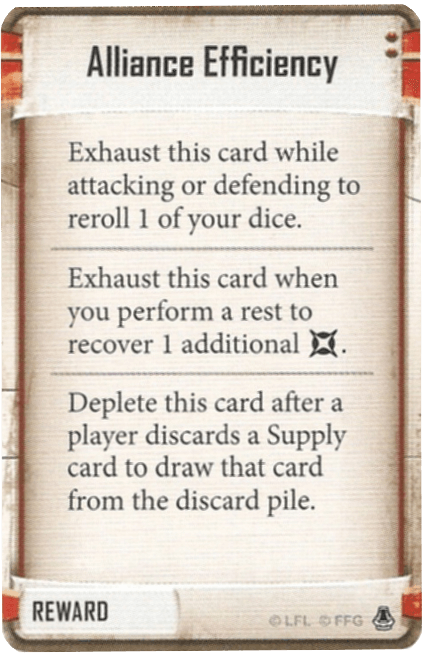 Alliance Efficiency
Exhaust this card while
attacking or defending to
reroll 1 of your dice.
Exhaust this card when
you perform a rest to
recover 1 additional .
Deplete this card after a
player discards a Supply
card to draw that card
from the discard pile.
REWARD
© LFL © FFG